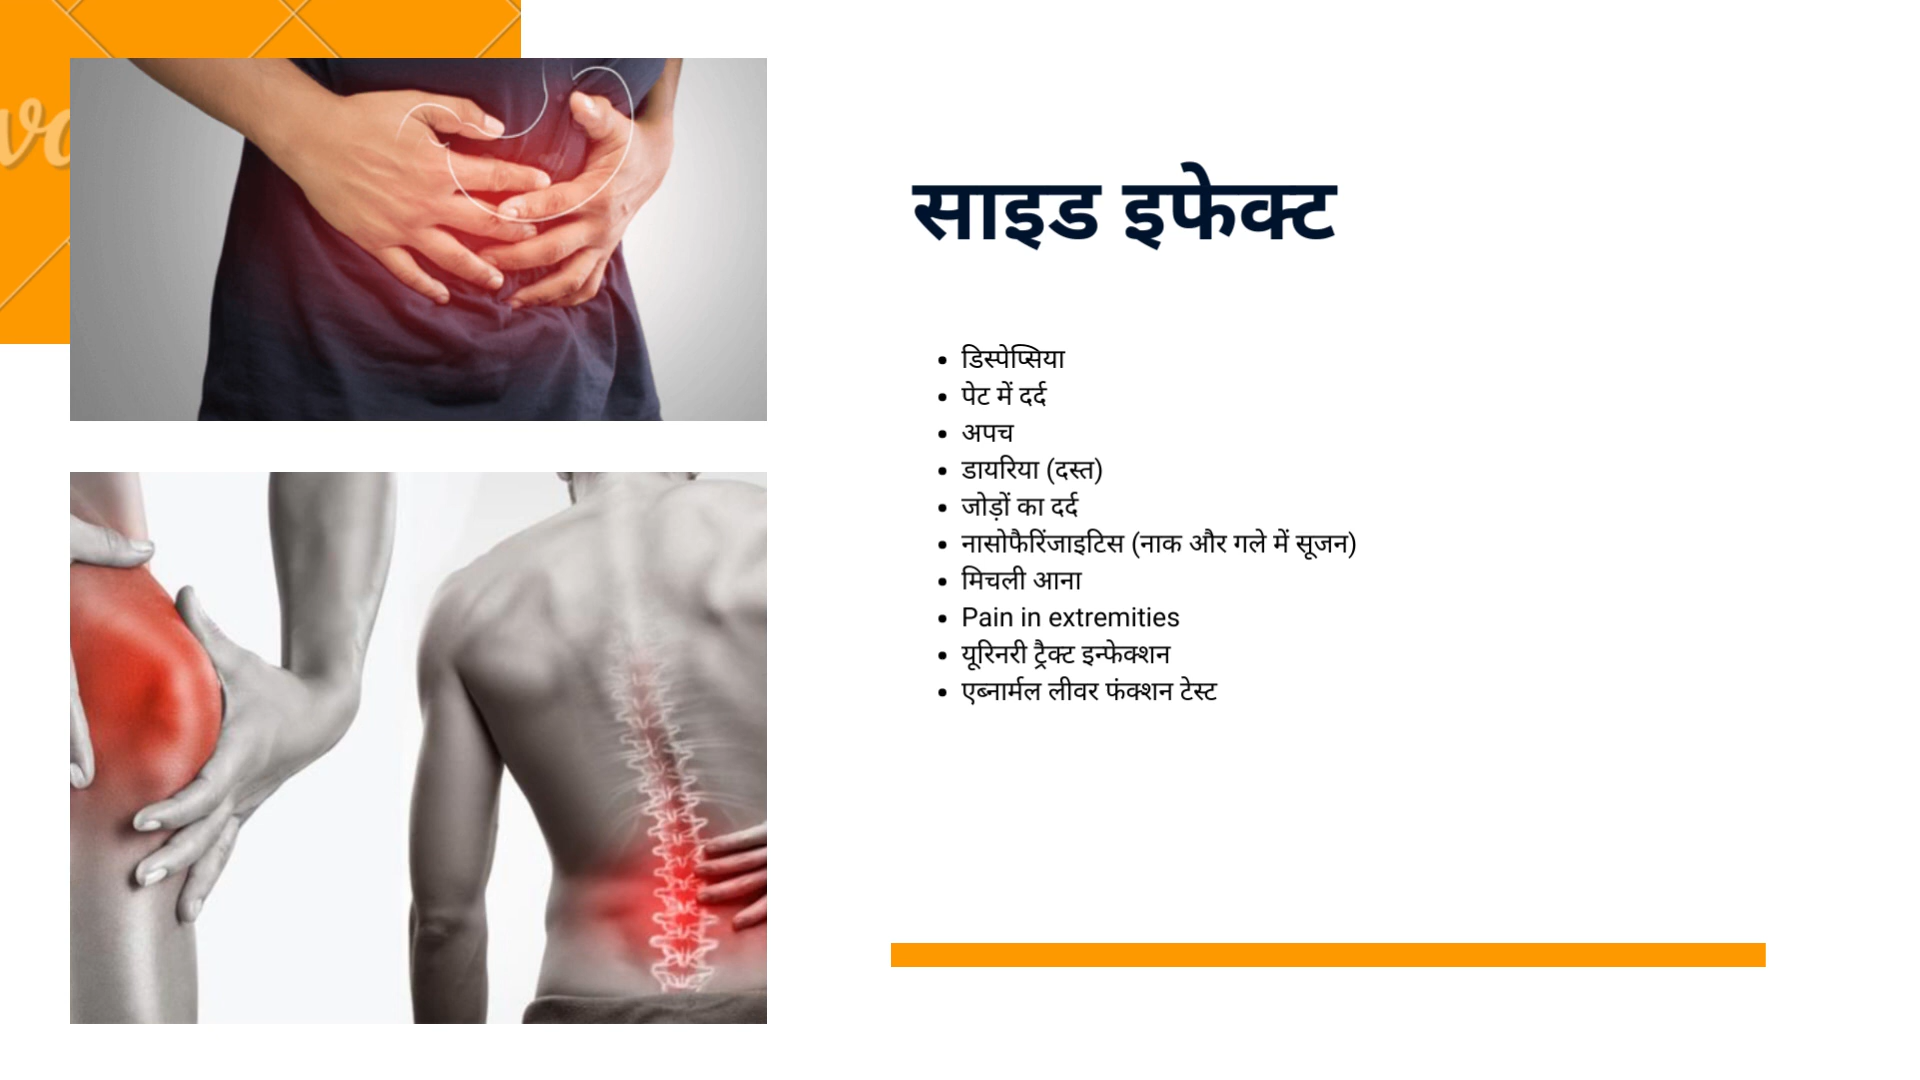 साइड इफेक्ट
• डिस्पेप्सिया
• पेट में दर्द
• अपच
• डायरिया (दस्त)
• जोड़ों का दर्द
• नासोफैरिंजाइटिस (नाक और गले में सूजन)
• मिचली आना
• Pain in extremities
• यूरिनरी ट्रैक्ट इन्फेक्शन
• एब्नार्मल लीवर फंक्शन टेस्ट